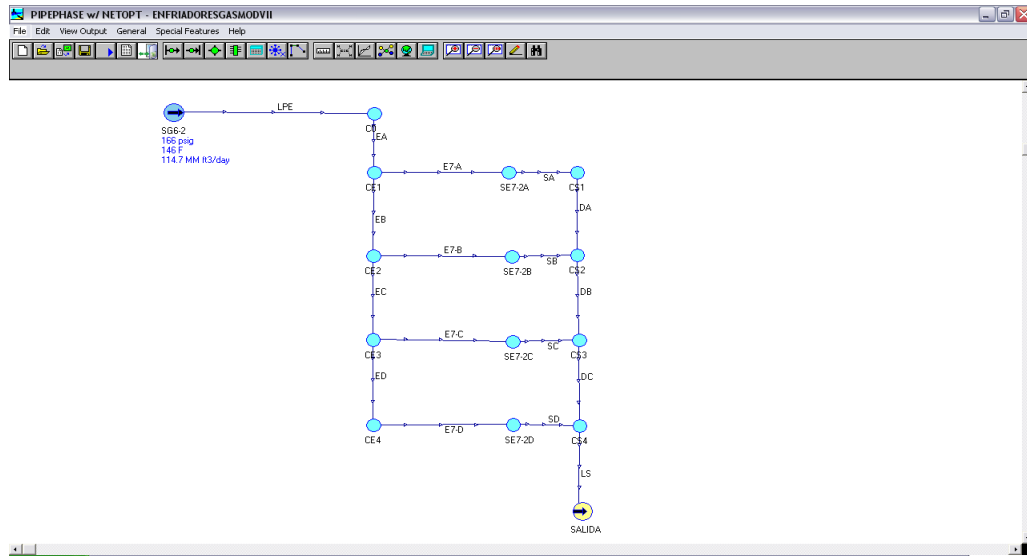 PIPEPHASE w/ NETOPT - ENFRIADORESGASMODVII
File Edit View Output General Special Features Help
LPE
SG6-2
166 psig
146 F
114.7 MM ft3/day
C0
EA
E7-A
SA
CE1
SE7-2A
CS1
EB
DA
E7-B
SB
CE2
SE7-2B
CS2
EC
DB
E7-C
SC
CE3
SE7-2C
CS3
ED
DC
E7-D
SD
CE4
SE7-2D
CS4
LS
SALIDA